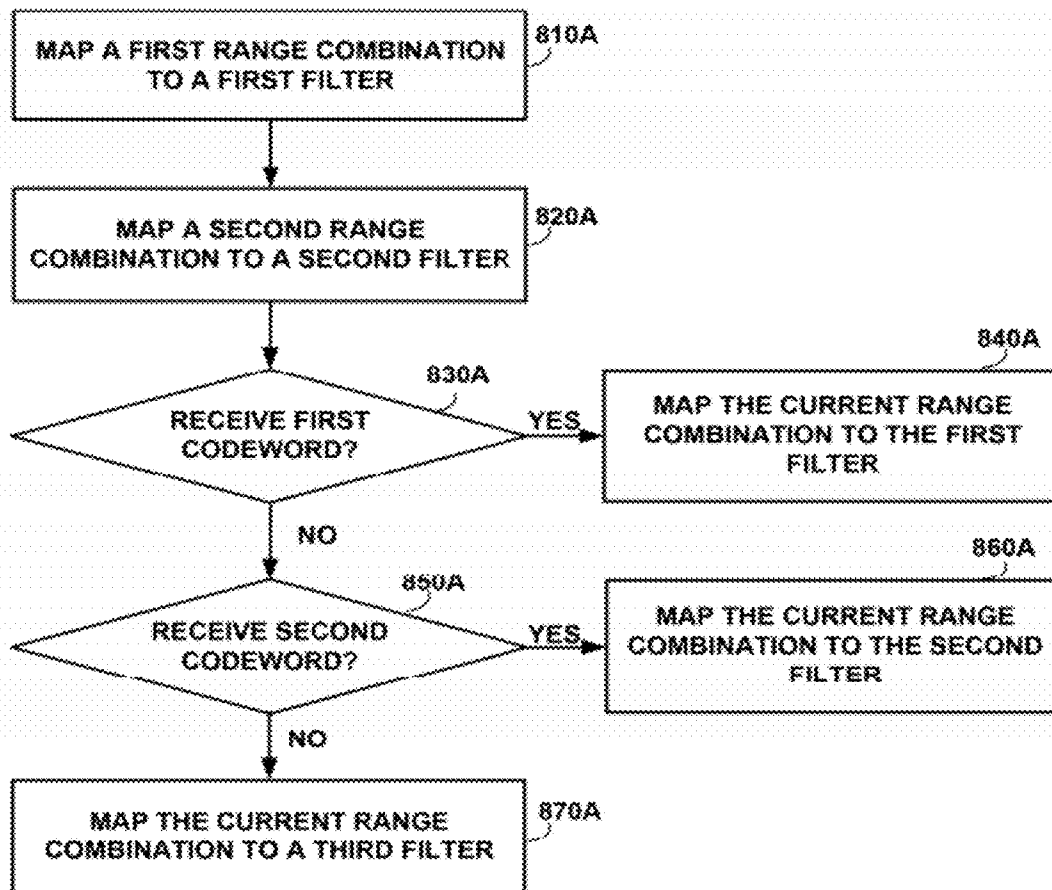 MAP A FIRST RANGE COMBINATION
TO A FIRST FILTER
810A
MAP A SECOND RANGE
COMBINATION TO A SECOND FILTER
820A
RECEIVE FIRST
CODEWORD?
830A
YES
840A
MAP THE CURRENT RANGE
COMBINATION TO THE FIRST
FILTER
NO
RECEIVE SECOND
CODEWORD?
850A
YES
860A
MAP THE CURRENT RANGE
COMBINATION TO THE SECOND
FILTER
NO
MAP THE CURRENT RANGE
COMBINATION TO A THIRD FILTER
870A